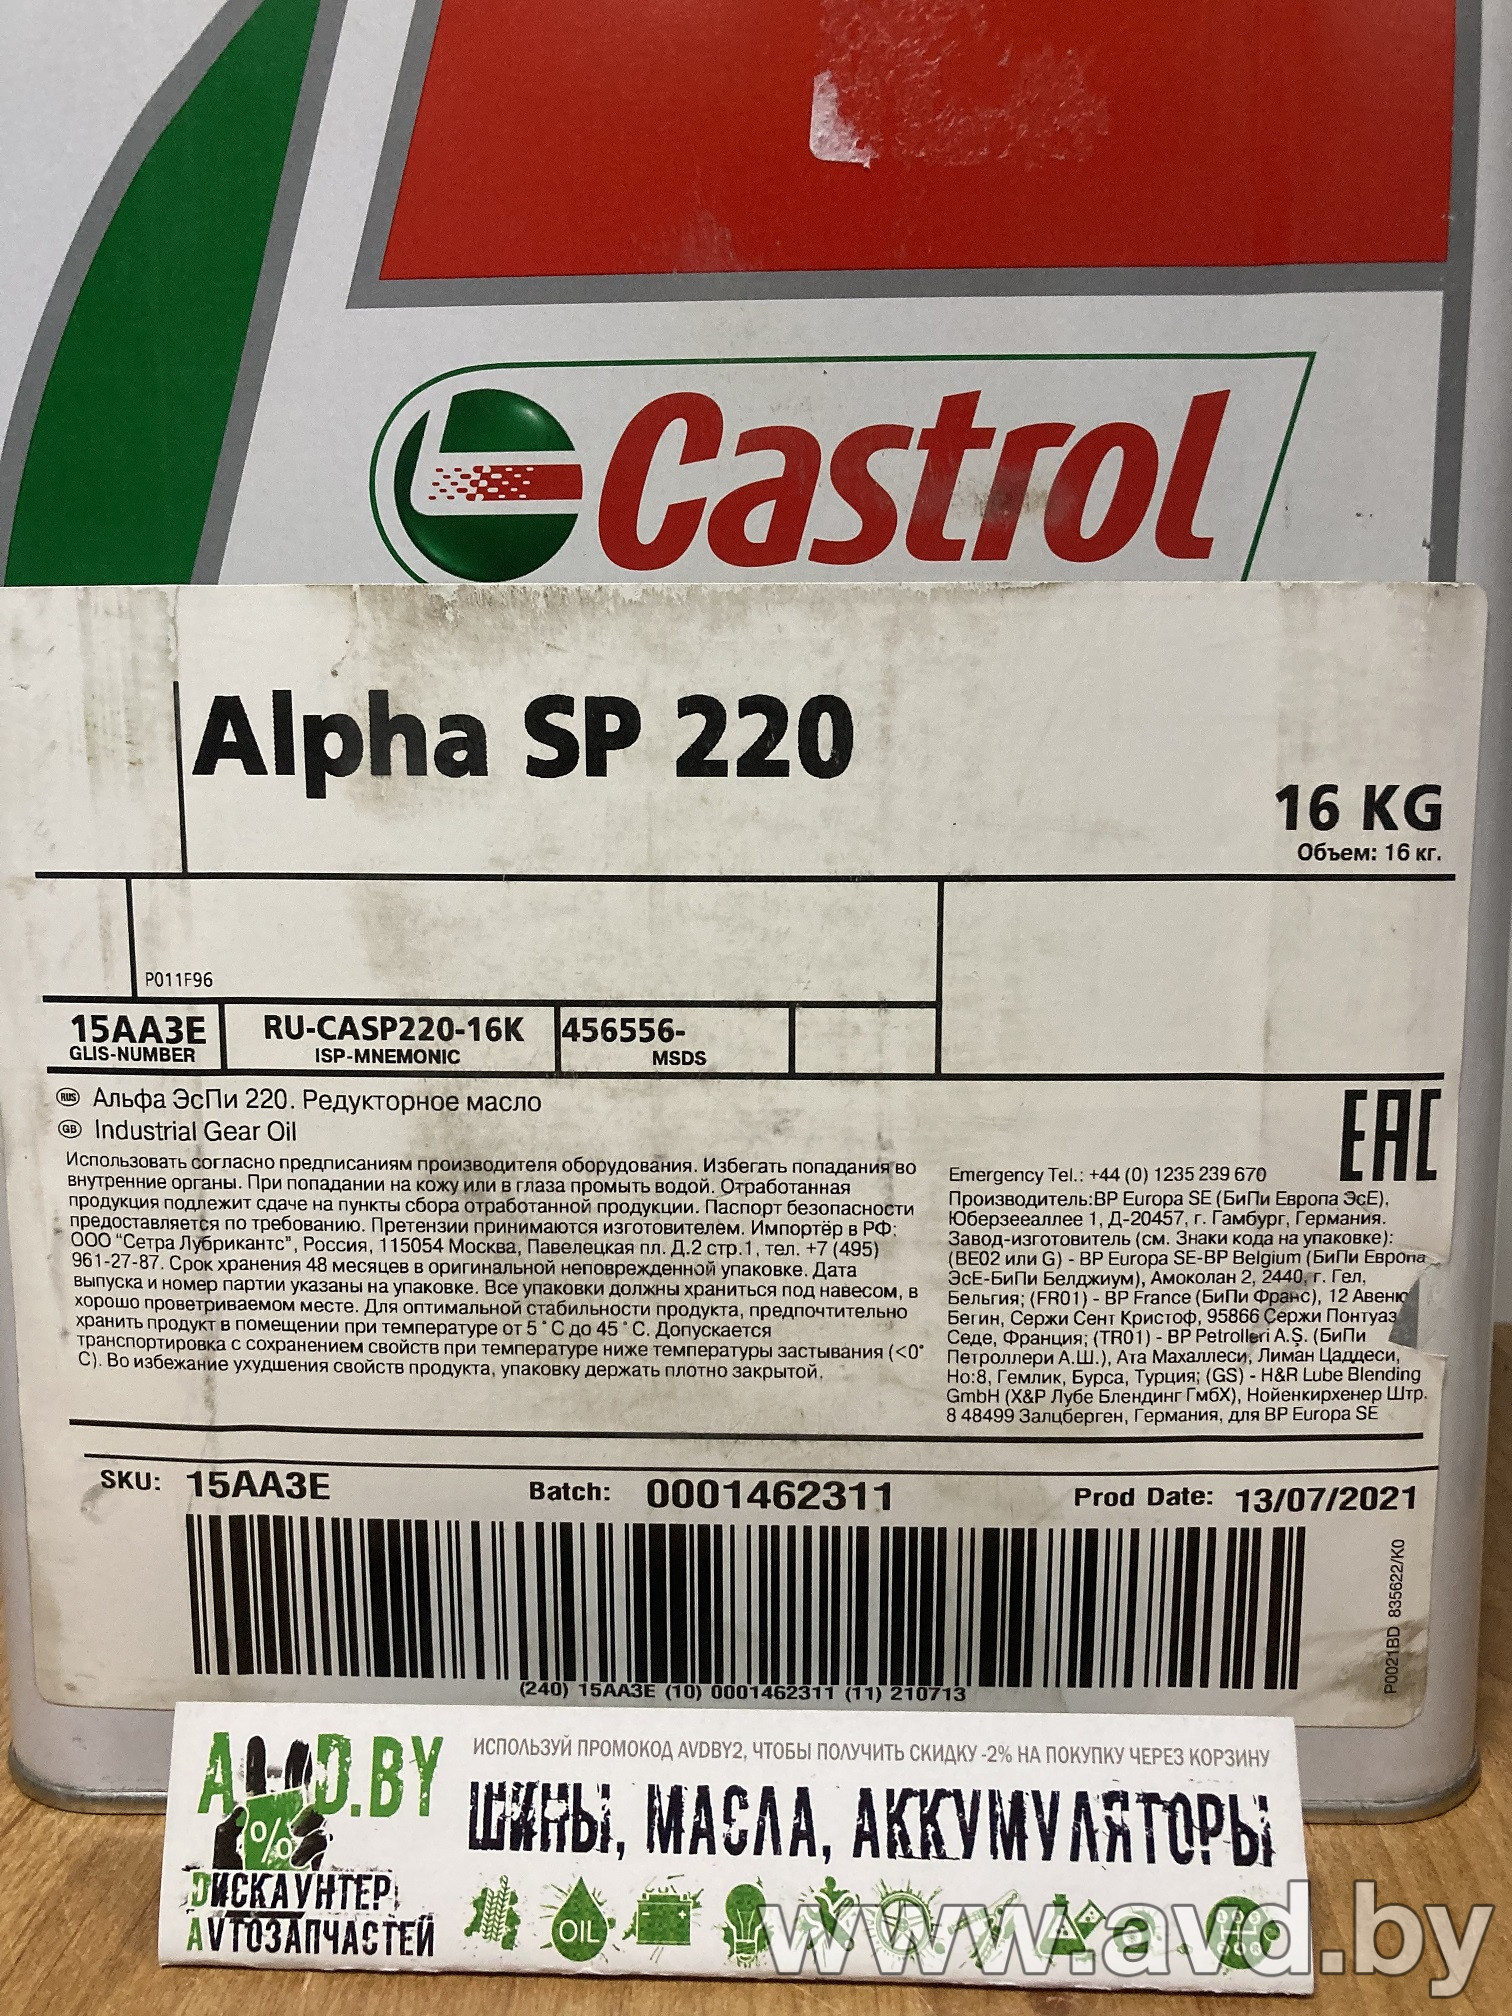 Castrol
Alpha SP 220
16 KG
Объем: 16 кг.
P011F96
15AA3E
GLIS-NUMBER
RU-CASP220-16K
ISP-MNEMONIC
456556-
MSDS
RUS Альфа ЭсПи 220. Редукторное масло
GB Industrial Gear Oil
EAC
Использовать согласно предписаниям производителя оборудования. Избегать попадания во
внутренние органы. При попадании на кожу или в глаза промыть водой. Отработанная
продукция подлежит сдаче на пункты сбора отработанной продукции. Паспорт безопасности
предоставляется по требованию. Претензии принимаются изготовителем. Импортёр в РФ:
ООО "Сетра Лубрикантс", Россия, 115054 Москва, Павелецкая пл. Д.2 стр.1, тел. +7 (495)
961-27-87. Срок хранения 48 месяцев в оригинальной неповрежденной упаковке. Дата
выпуска и номер партии указаны на упаковке. Все упаковки должны храниться под навесом, в
хорошо проветриваемом месте. Для оптимальной стабильности продукта, предпочтительно
хранить продукт в помещении при температуре от 5 ˚ С до 45 ˚ С. Допускается
транспортировка с сохранением свойств при температуре ниже температуры застывания (<0˚
С). Во избежание ухудшения свойств продукта, упаковку держать плотно закрытой.
Emergency Tel.: +44 (0) 1235 239 670
Производитель:BP Europa SE (БиПи Европа ЭсЕ),
Юберзееаллее 1, Д-20457, г. Гамбург, Германия.
Завод-изготовитель (см. Знаки кода на упаковке):
(BE02 или G) - BP Europa SE-BP Belgium (БиПи Европа
ЭсЕ-БиПи Белджиум), Амоколан 2, 2440, г. Гел,
Бельгия; (FR01) - BP France (БиПи Франс), 12 Авеню
Бегин, Сержи Сент Кристоф, 95866 Сержи Понтуаз
Седе, Франция; (TR01) - BP Petrolleri A.Ş. (БиПи
Петроллери А.Ш.), Ата Махаллеси, Лиман Цаддеси,
Но:8, Гемлик, Бурса, Турция; (GS) - H&R Lube Blending
GmbH (Х&Р Лубе Блендинг ГмбХ), Нойенкирхенер Штр.
8 48499 Залцберген, Германия, для BP Europa SE
SKU: 15AA3E Batch: 0001462311 Prod Date: 13/07/2021
(240) 15AA3E (10) 0001462311 (11) 210713
P0021BD 835622/K0
AVD.BY
%
DИСКАУНТЕР
AVТОЗАПЧАСТЕЙ
ИСПОЛЬЗУЙ ПРОМОКОД AVDBY2, ЧТОБЫ ПОЛУЧИТЬ СКИДКУ -2% НА ПОКУПКУ ЧЕРЕЗ КОРЗИНУ
ШИНЫ, МАСЛА, АККУМУЛЯТОРЫ
OIL
www.avd.by